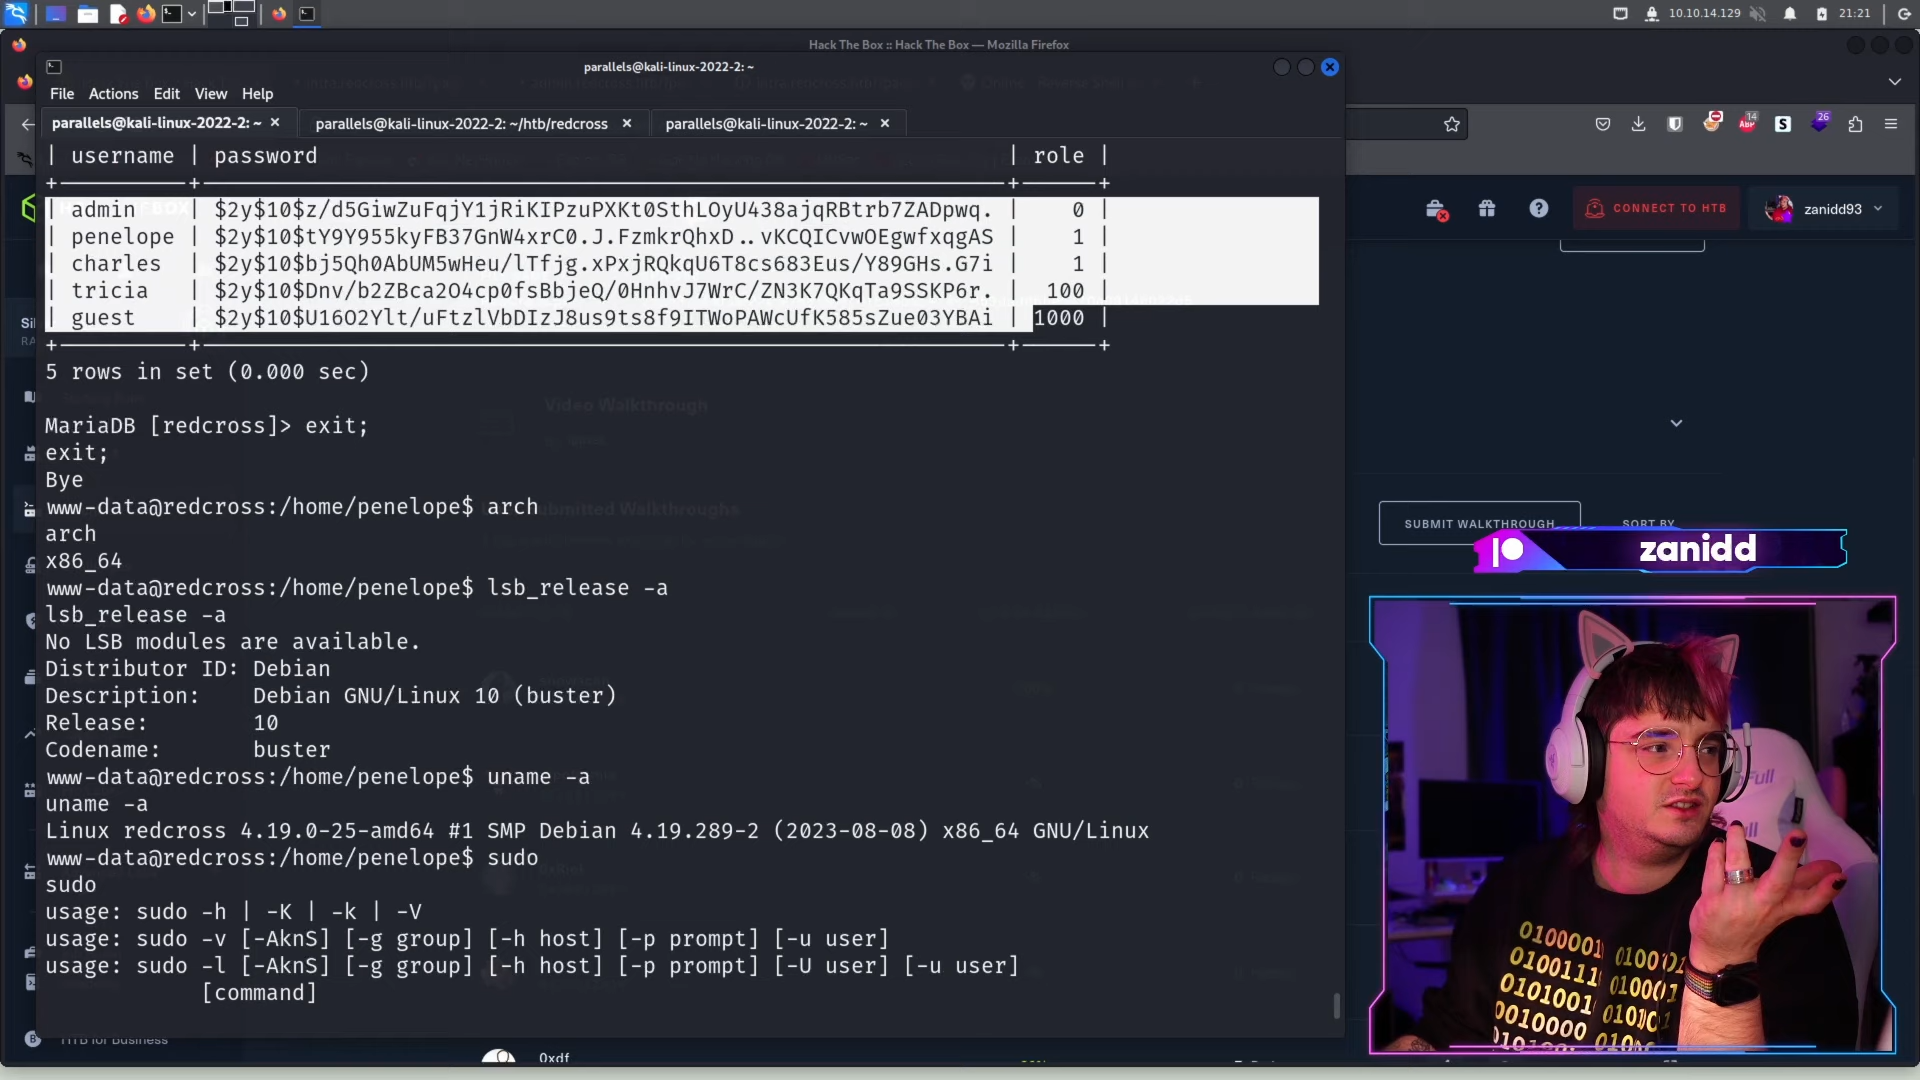 10.10.14.129
21:21
Hack The Box :: Hack The Box — Mozilla Firefox
parallels@kali-linux-2022-2: ~
File Actions Edit View Help
parallels@kali-linux-2022-2: ~ ×
parallels@kali-linux-2022-2: ~/htb/redcross ×
parallels@kali-linux-2022-2: ~ ×
14
26
| username | password | role |
| admin | $2y$10$z/d5GiwZuFqjY1jRiKIPzuPXKt0SthLOyU438ajqRBtrb7ZADpwq. | 0 |
| penelope | $2y$10$tY9Y955kyFB37GnW4xrC0.J.FzmkrQhxD..vKCQICvwOEgwfxqgAS | 1 |
| charles | $2y$10$bj5Qh0AbUM5wHeu/lTfjg.xPxjRQkqU6T8cs683Eus/Y89GHs.G7i | 1 |
| tricia | $2y$10$Dnv/b2ZBca2O4cp0fsBbjeQ/0HnhvJ7WrC/ZN3K7QKqTa9SSKP6r. | 100 |
| guest | $2y$10$U16O2Ylt/uFtzlVbDIzJ8us9ts8f9ITWoPAWcUfK585sZue03YBAi | 1000 |
5 rows in set (0.000 sec)
MariaDB [redcross]> exit;
exit;
Bye
www-data@redcross:/home/penelope$ arch
arch
x86_64
www-data@redcross:/home/penelope$ lsb_release -a
lsb_release -a
No LSB modules are available.
Distributor ID: Debian
Description: Debian GNU/Linux 10 (buster)
Release: 10
Codename: buster
www-data@redcross:/home/penelope$ uname -a
uname -a
Linux redcross 4.19.0-25-amd64 #1 SMP Debian 4.19.289-2 (2023-08-08) x86_64 GNU/Linux
www-data@redcross:/home/penelope$ sudo
sudo
usage: sudo -h | -K | -k | -V
usage: sudo -v [-AknS] [-g group] [-h host] [-p prompt] [-u user]
usage: sudo -l [-AknS] [-g group] [-h host] [-p prompt] [-U user] [-u user]
[command]
Video Walkthrough
HTB for Business
0xdf
CONNECT TO HTB
zanidd93
SUBMIT WALKTHROUGH
SORT BY
zanidd